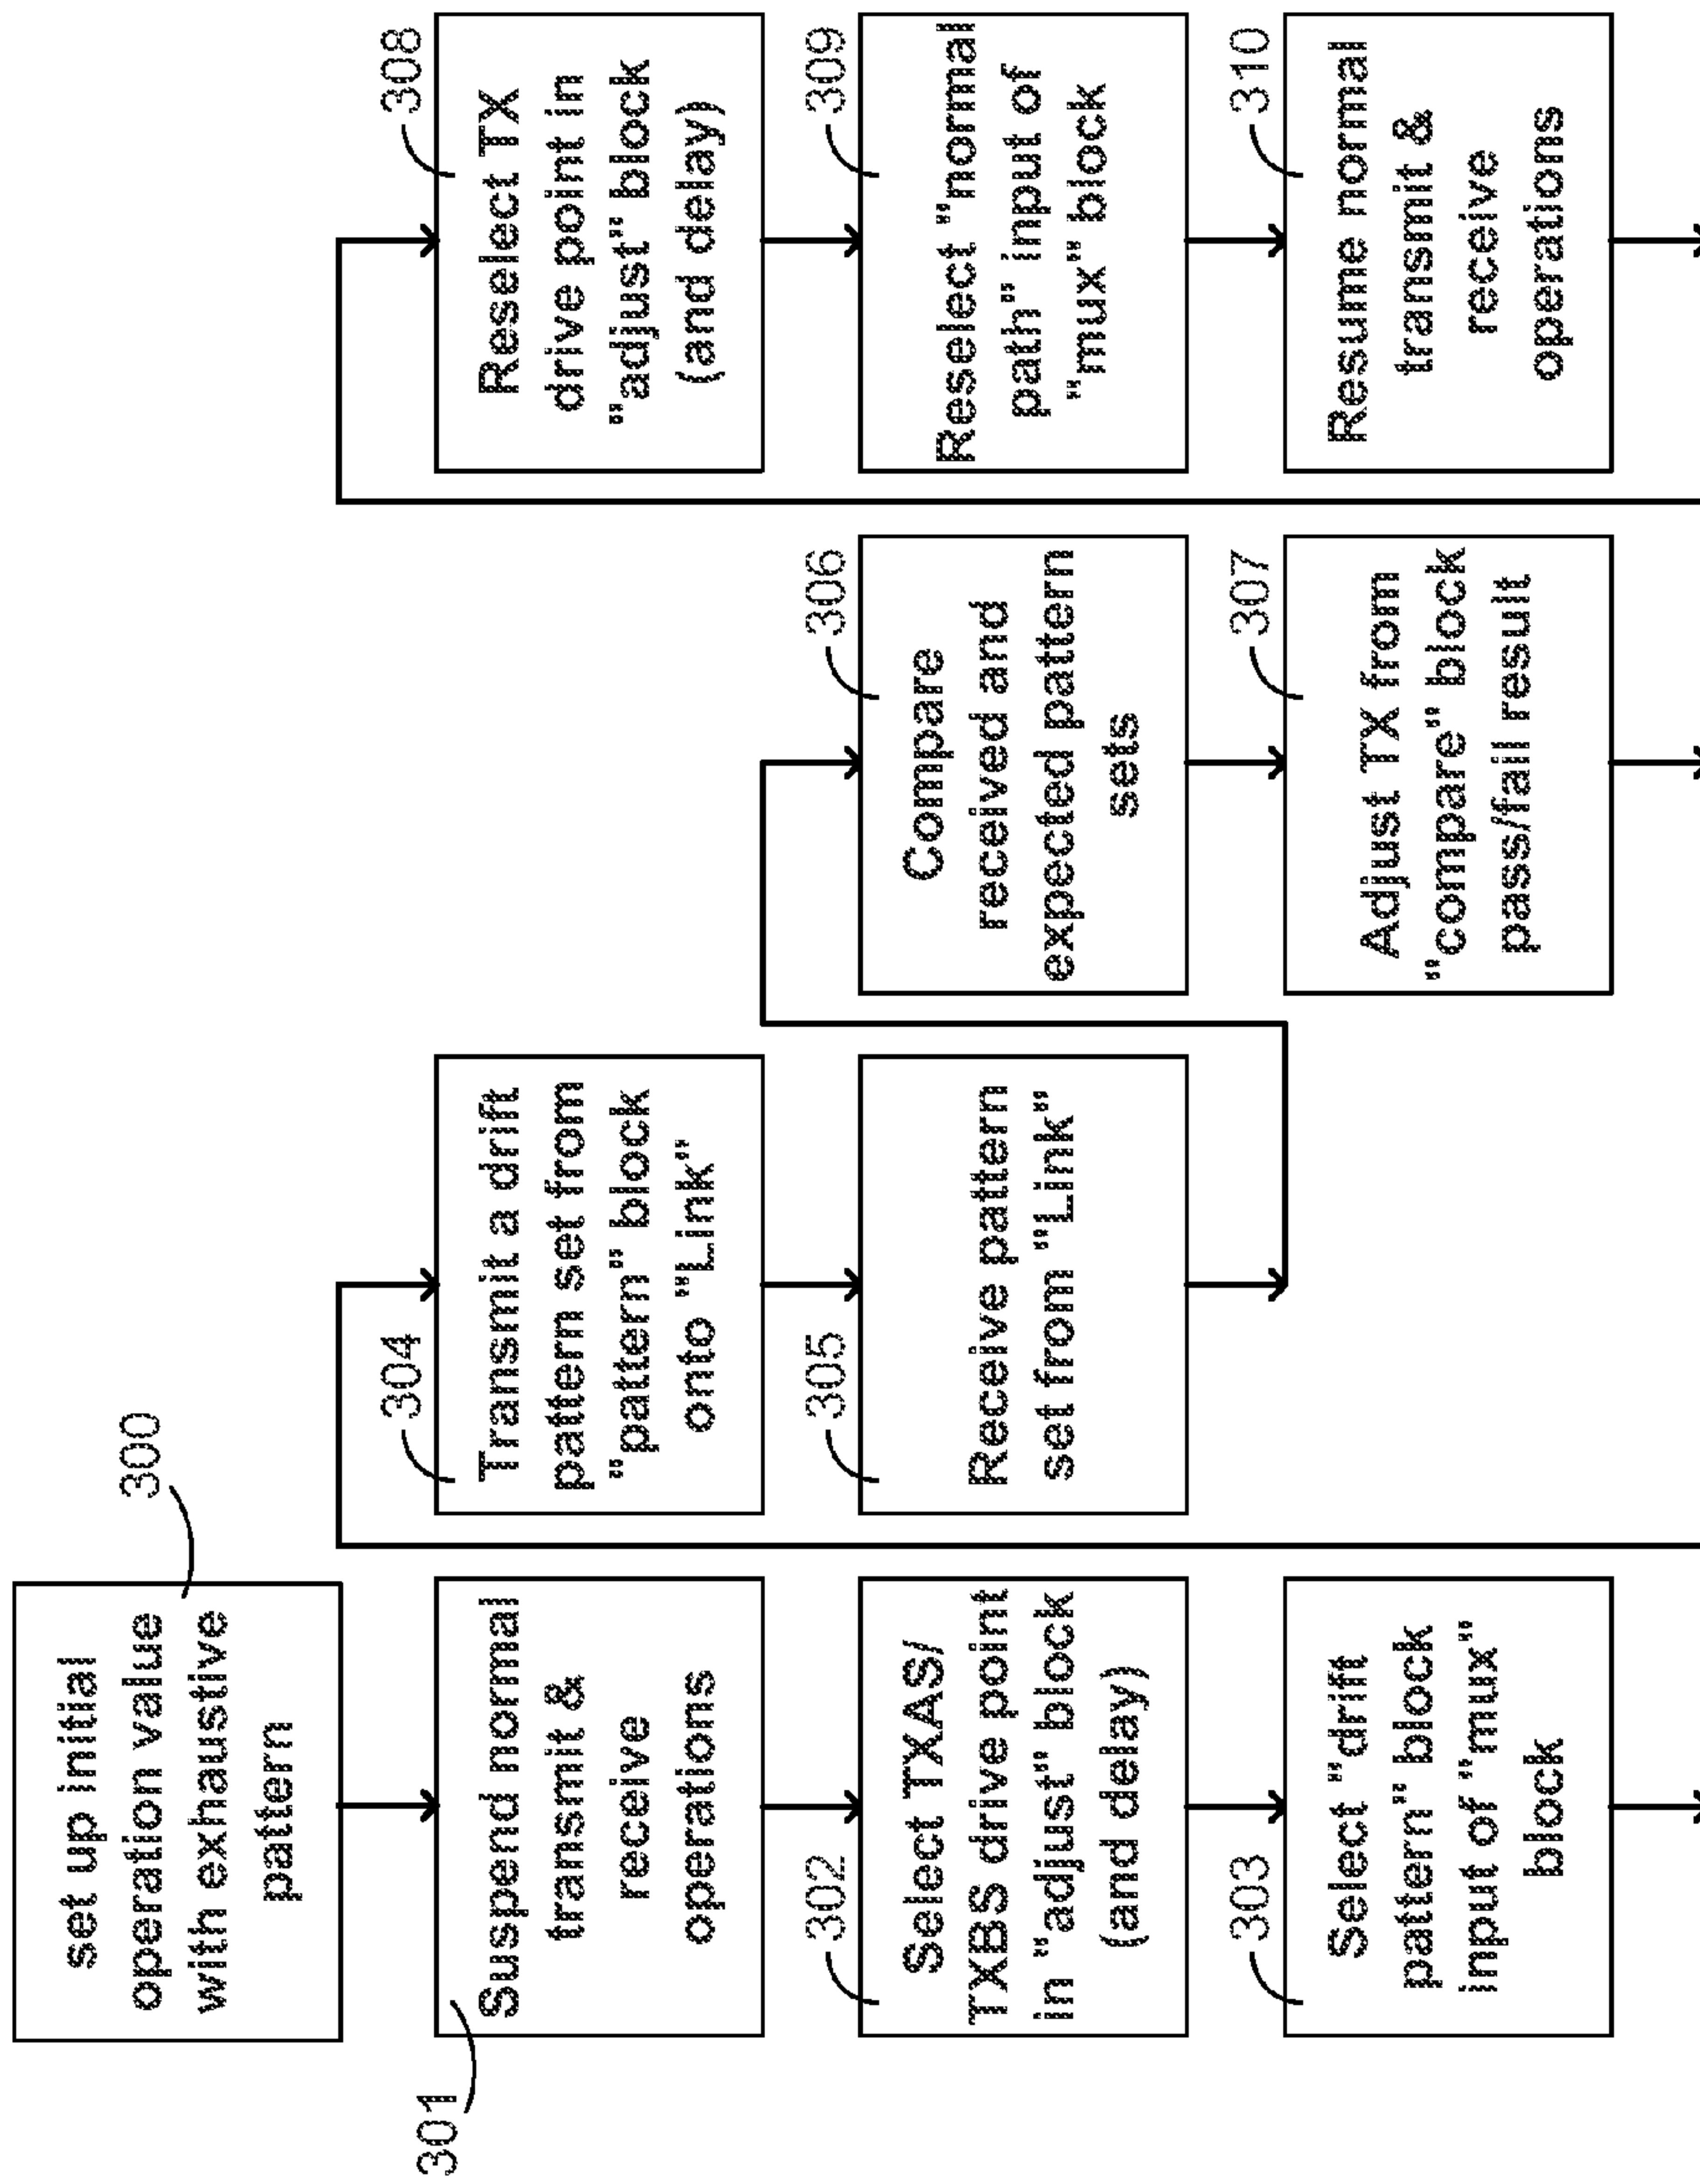 300
set up initial
operation value
with exhaustive
pattern
301
Suspend normal
transmit &
receive
operations
302
Select TXAS/
TXBS drive point
in "adjust" block
(and delay)
303
Select "drift
pattern" block
input of "mux"
block
304
Transmit a drift
pattern set from
"pattern" block
onto "Link"
305
Receive pattern
set from "Link"
306
Compare
received and
expected pattern
sets
307
Adjust TX from
"compare" block
pass/fail result
308
Reselect TX
drive point in
"adjust" block
(and delay)
309
Reselect "normal
path" input of
"mux" block
310
Resume normal
transmit &
receive
operations